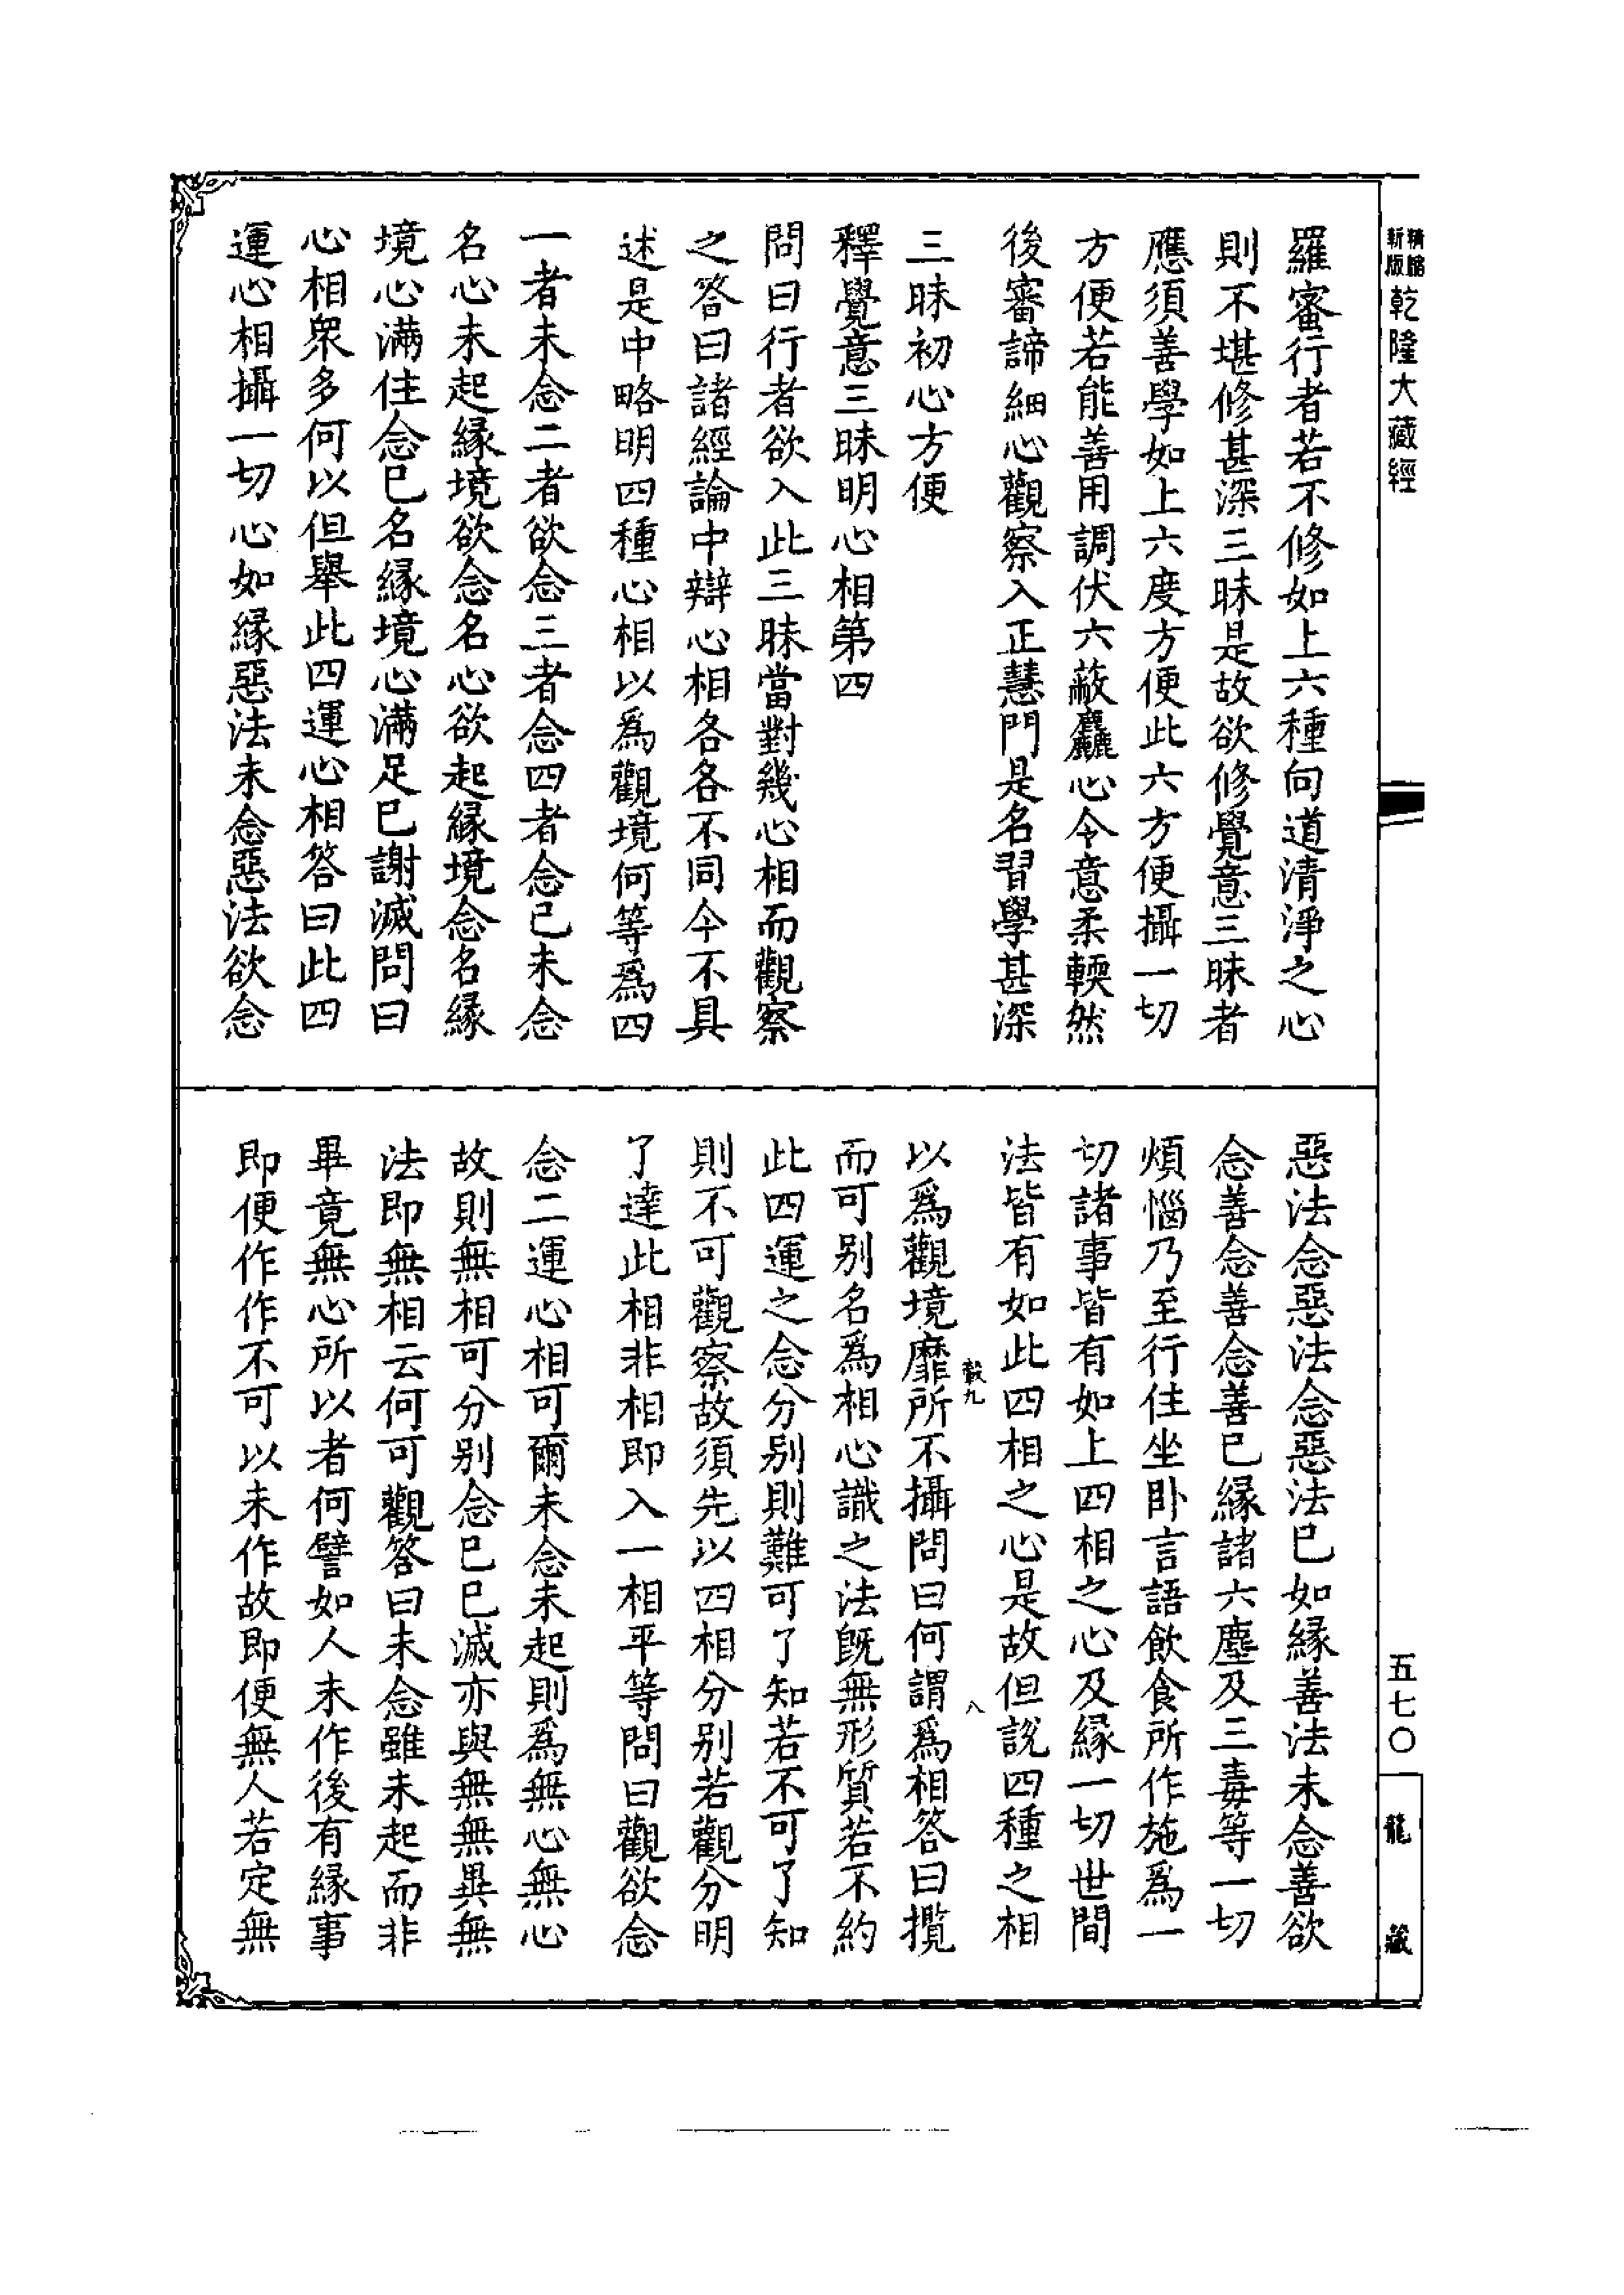 精縮新版乾隆大藏經
羅蜜行者若不修如上六種向道清淨之心
則不堪修甚深三昧是故欲修覺意三昧者
應須善學如上六度方便此六方便攝一切
方便若能善用調伏六蔽麤心令意柔輭然
後審諦細心觀察入正慧門是名習學甚深
三昧初心方便
釋覺意三昧明心相第四
問曰行者欲入此三昧當對幾心相而觀察
之答曰諸經論中辯心相各各不同今不具
述是中略明四種心相以爲觀境何等爲四
一者未念二者欲念三者念四者念已未念
名心未起緣境欲念名心欲起緣境念名緣
境心滿住念已名緣境心滿足已謝滅問曰
心相衆多何以但舉此四運心相答曰此四
運心相攝一切心如緣惡法未念惡法欲念
惡法念惡法念惡法已如緣善法未念善欲
念善念善念善已緣諸六塵及三毒等一切
煩惱乃至行住坐卧言語飲食所作施爲一
切諸事皆有如上四相之心及緣一切世間
法皆有如此四相之心是故但說四種之相
穀九
八
以爲觀境靡所不攝問曰何謂爲相答曰攬
而可别名爲相心識之法旣無形質若不約
此四運之念分别則難可了知若不可了知
則不可觀察故須先以四相分别若觀分明
了達此相非相即入一相平等問曰觀欲念
念二運心相可爾未念未起則爲無心無心
故則無相可分别念已已滅亦與無無異無
法即無相云何可觀答曰未念雖未起而非
畢竟無心所以者何譬如人未作後有緣事
即便作作不可以未作故即便無人若定無
五七〇
龍藏